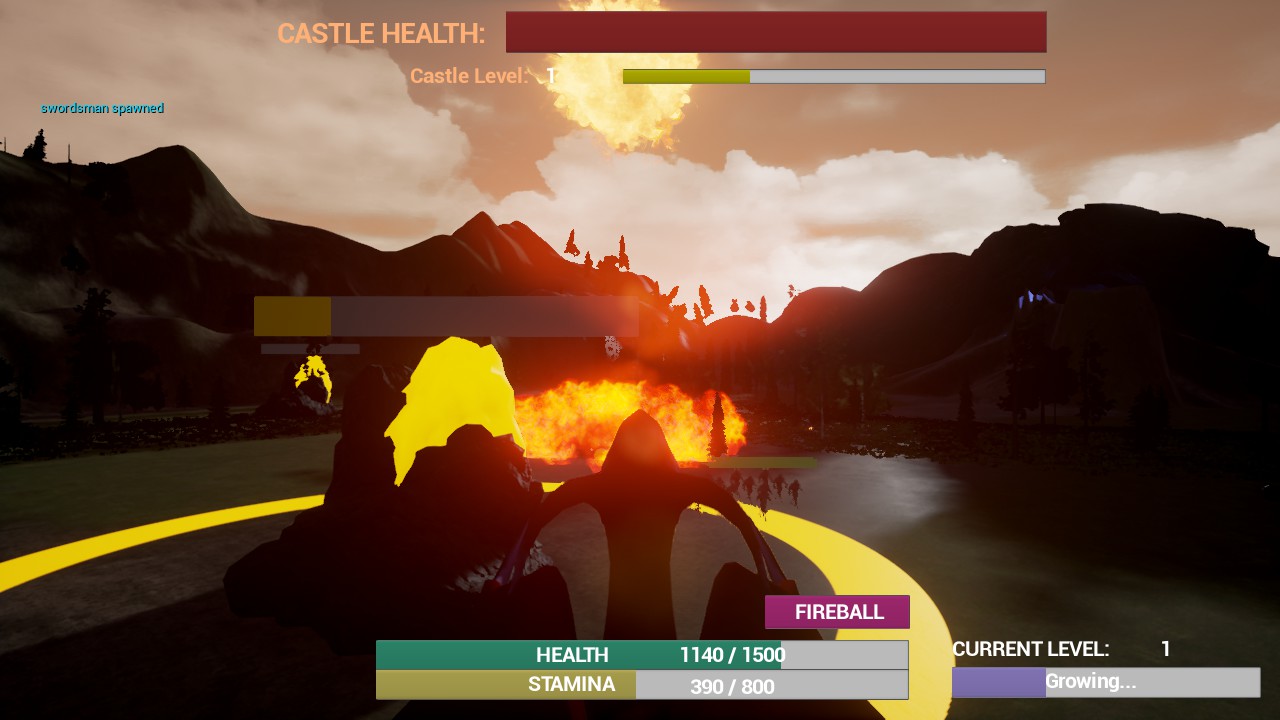 CASTLE HEALTH:
Castle Level: 1
swordsman spawned
FIREBALL
HEALTH 1140 / 1500
STAMINA 390 / 800
CURRENT LEVEL: 1
Growing...